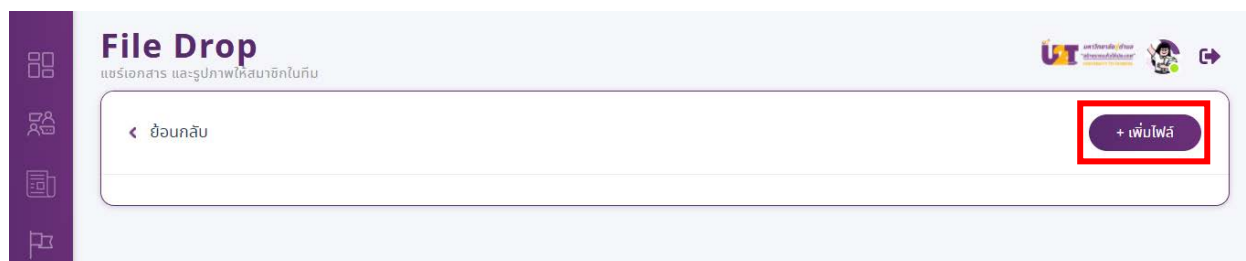 File Drop
แชร์เอกสาร และรูปภาพให้สมาชิกในทีม
U2T
ย้อนกลับ
+ เพิ่มไฟล์